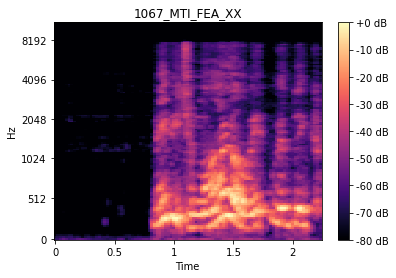 1067_MTI_FEA_XX
+0 dB
8192
-10 dB
4096
-20 dB
-30 dB
2048
Hz
-40 dB
1024
-50 dB
512
-60 dB
-70 dB
0
-80 dB
0
0.5
1
1.5
2
Time